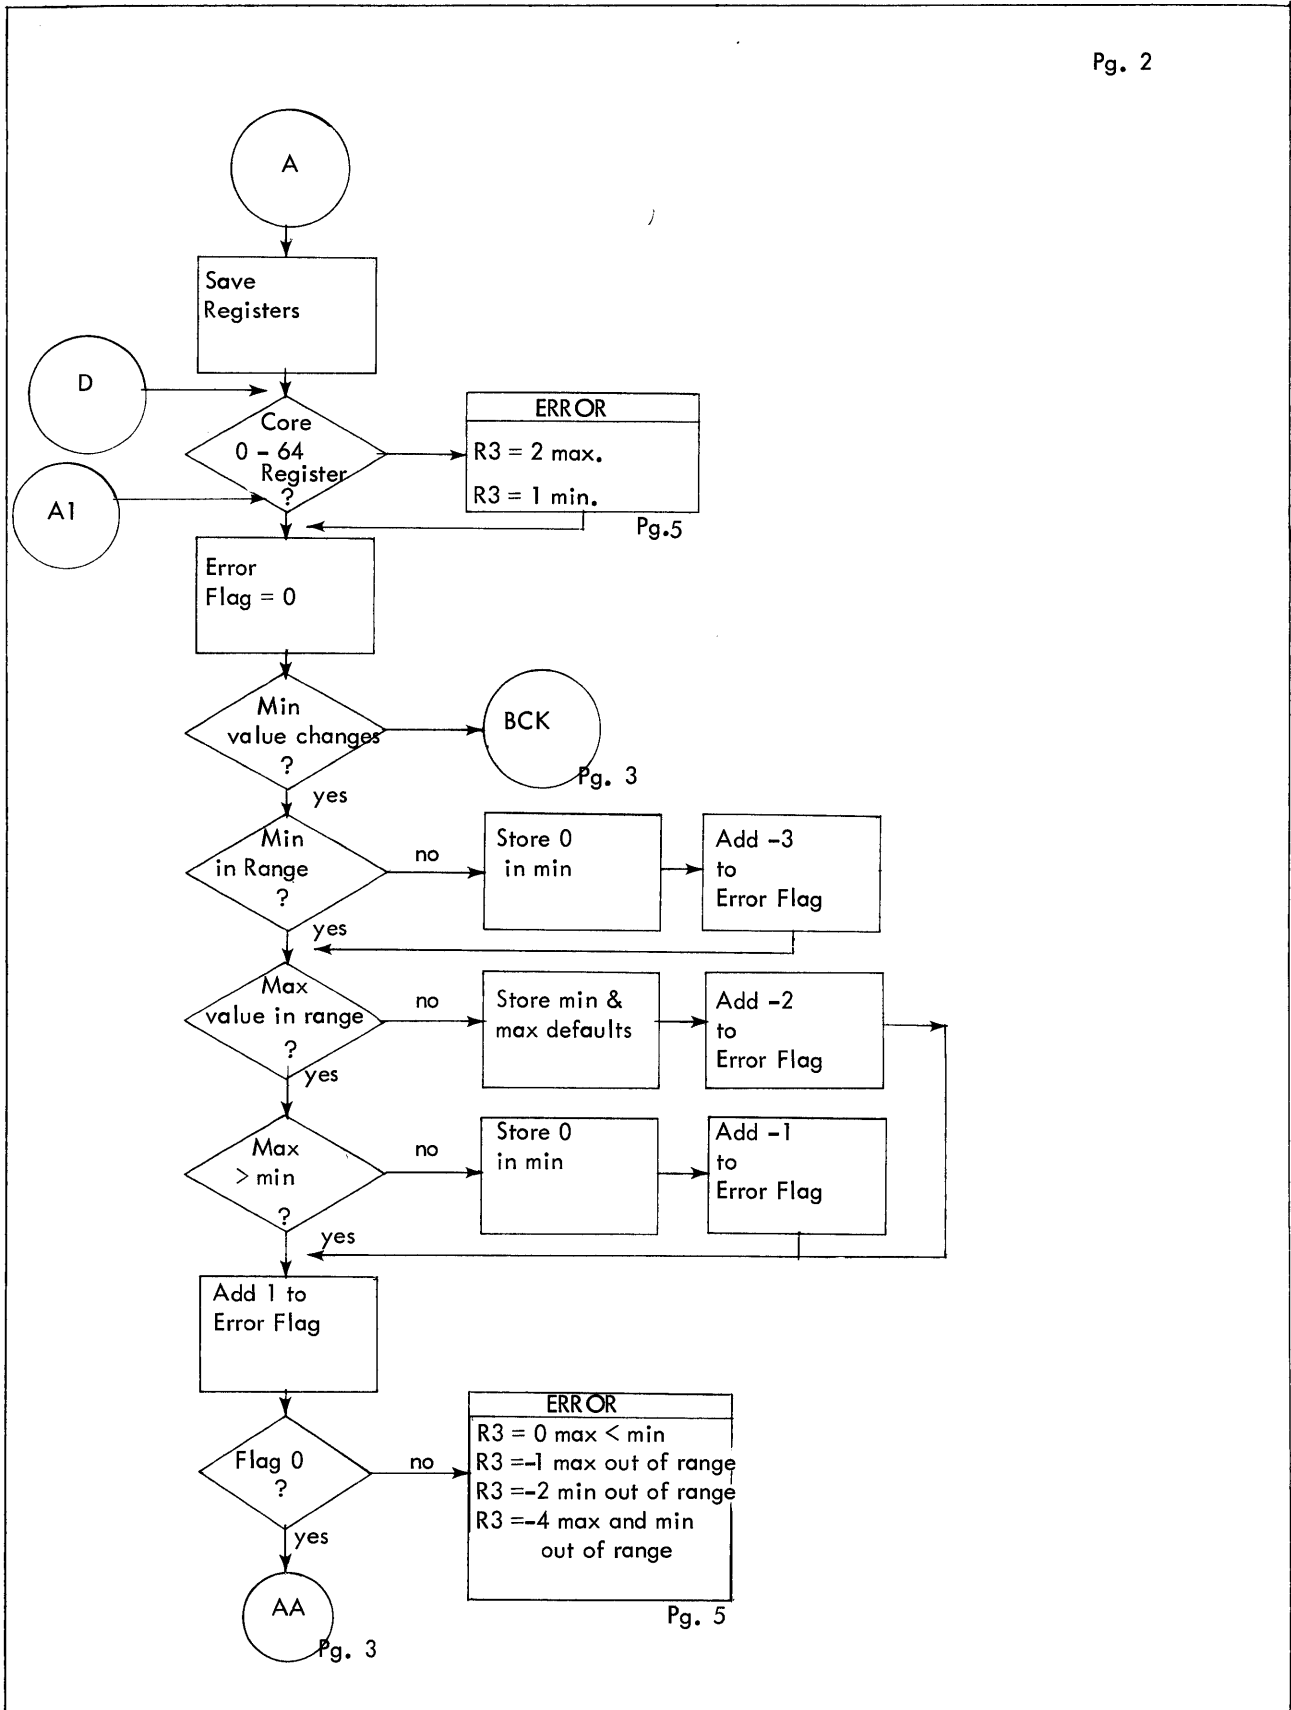 Pg. 2
A
Save
Registers
D
Core
0 - 64
Register
?
ERROR
R3 = 2 max.
R3 = 1 min.
Pg.5
A1
Error
Flag = 0
Min
value changes
?
BCK
Pg. 3
yes
Min
in Range
?
no
Store 0
in min
Add -3
to
Error Flag
yes
Max
value in range
?
no
Store min &
max defaults
Add -2
to
Error Flag
yes
Max
> min
?
no
Store 0
in min
Add -1
to
Error Flag
yes
Add 1 to
Error Flag
Flag 0
?
no
ERROR
R3 = 0 max < min
R3 =-1 max out of range
R3 =-2 min out of range
R3 =-4 max and min
out of range
Pg. 5
yes
AA
Pg. 3